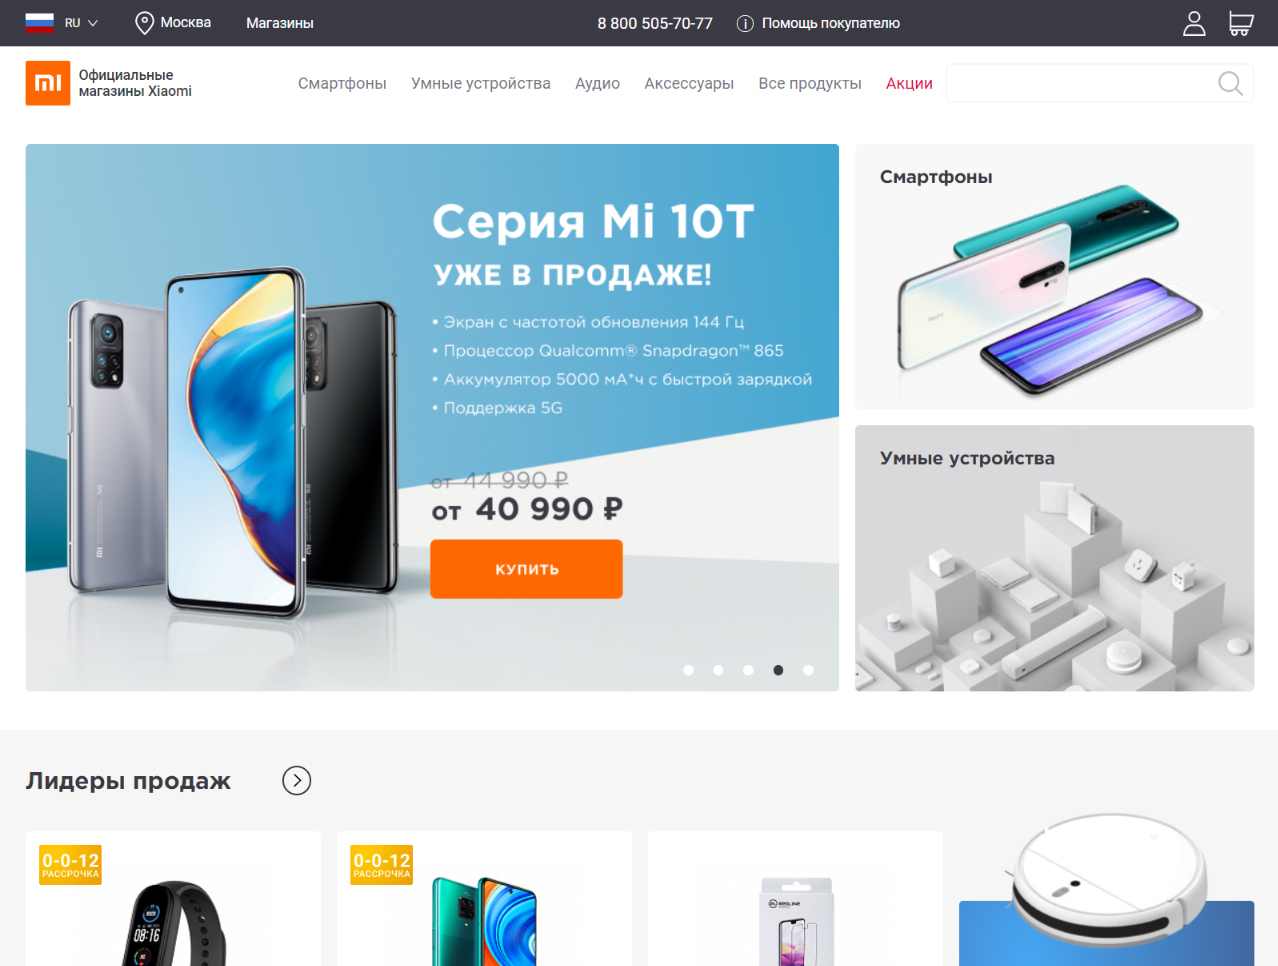 RU
Москва
Магазины
8 800 505-70-77
Помощь покупателю
Официальные
магазины Xiaomi
Смартфоны
Умные устройства
Аудио
Аксессуары
Все продукты
Акции
Серия Mi 10T
УЖЕ В ПРОДАЖЕ!
• Экран с частотой обновления 144 Гц
• Процессор Qualcomm® Snapdragon™ 865
• Аккумулятор 5000 мА*ч с быстрой зарядкой
• Поддержка 5G
от 44 990 ₽
от 40 990 ₽
КУПИТЬ
Смартфоны
Умные устройства
Лидеры продаж
0-0-12
РАССРОЧКА
0-0-12
РАССРОЧКА
08:16
REDLINE